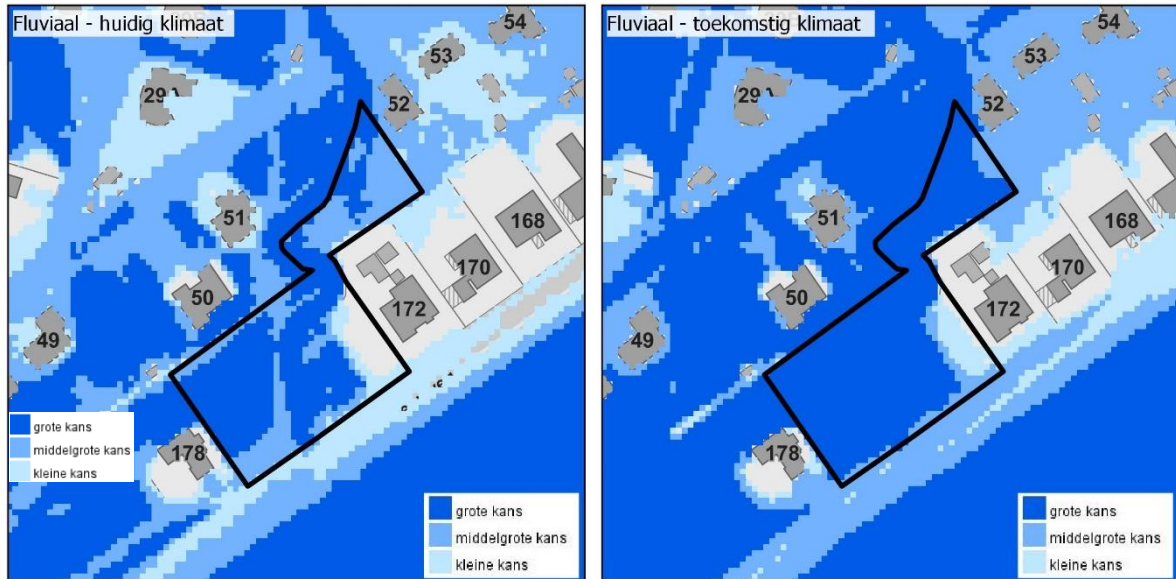 Fluviaal - huidig klimaat
54
53
52
51
50
49
168
170
172
178
grote kans
middelgrote kans
kleine kans
grote kans
middelgrote kans
kleine kans
Fluviaal - toekomstig klimaat
54
53
52
51
50
49
168
170
172
178
grote kans
middelgrote kans
kleine kans